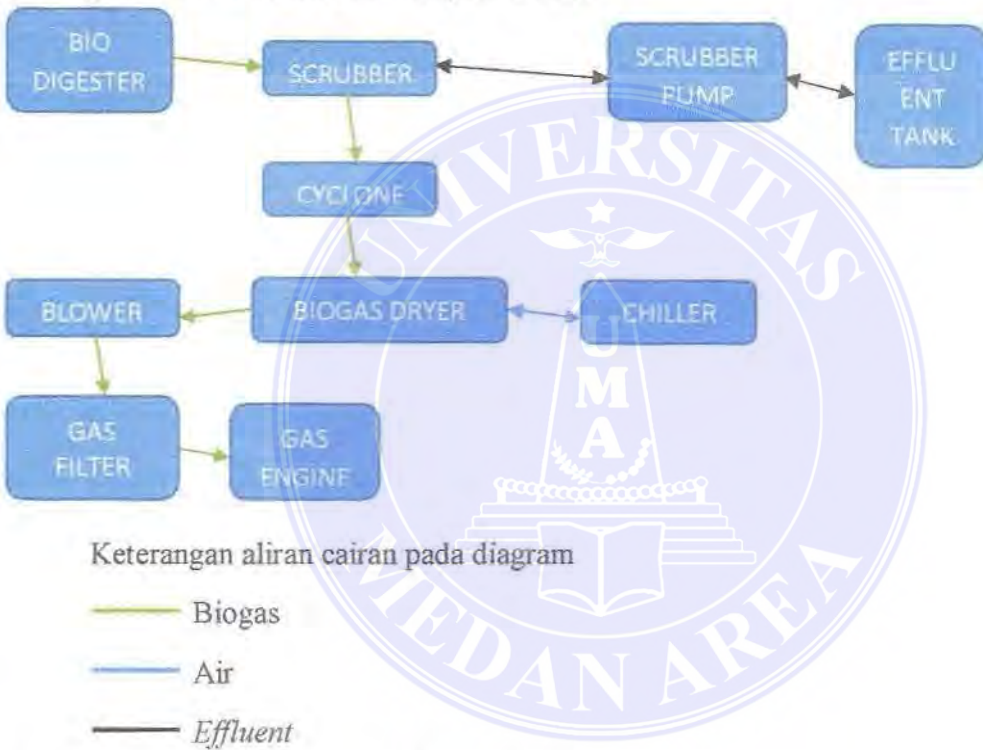 BIO
DIGESTER
SCRUBBER
SCRUBBER
PUMP
EFFLU
ENT
TANK
CYCLONE
BLOWER
BIOGAS DRYER
CHILLER
GAS
FILTER
GAS
ENGINE
Keterangan aliran cairan pada diagram
Biogas
Air
Effluent
UNIVERSITAS
MEDAN AREA
U
M
A